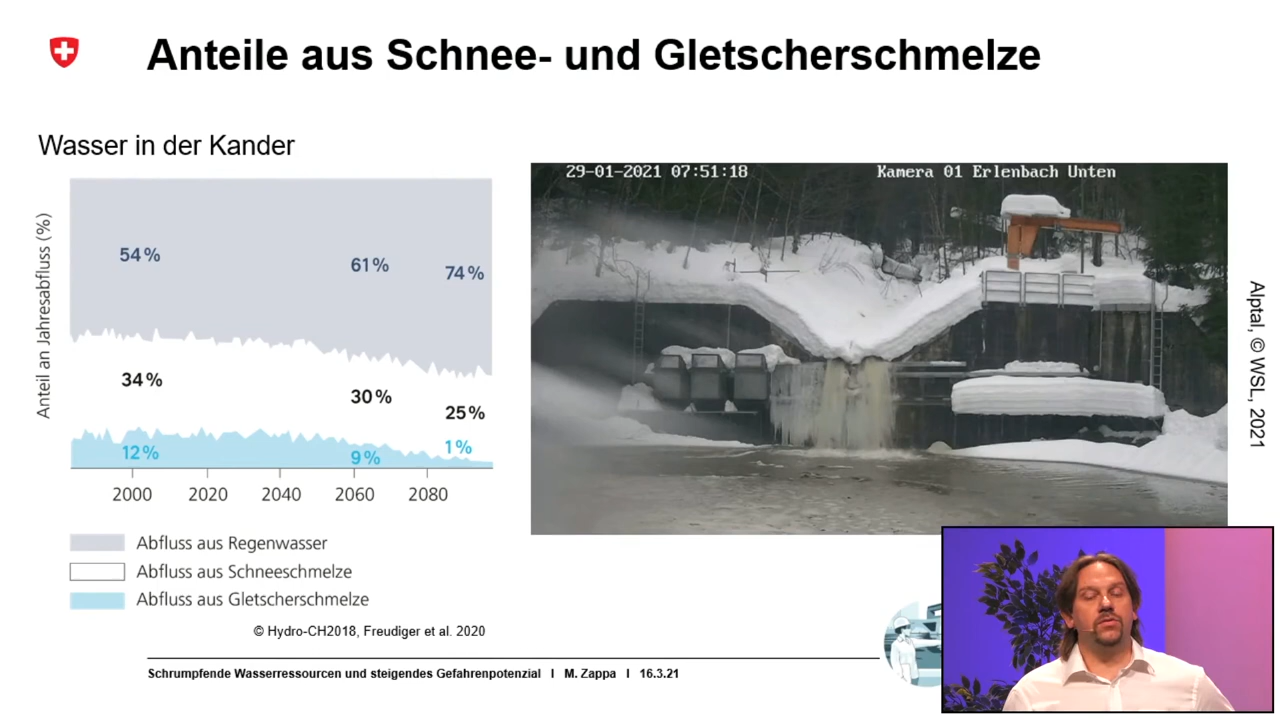 Anteile aus Schnee- und Gletscherschmelze
Wasser in der Kander
Anteil an Jahresabfluss (%)
54 %
61 %
74 %
34 %
30 %
25 %
12 %
9 %
1 %
2000 2020 2040 2060 2080
Abfluss aus Regenwasser
Abfluss aus Schneeschmelze
Abfluss aus Gletscherschmelze
© Hydro-CH2018, Freudiger et al. 2020
29-01-2021 07:51:18 Kamera 01 Erlenbach Unten
Alptal, © WSL, 2021
Schrumpfende Wasserressourcen und steigendes Gefahrenpotenzial I M. Zappa I 16.3.21